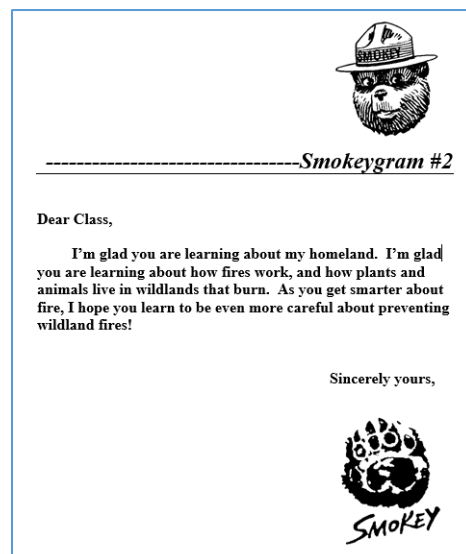 SMOKEY
---------------------------------Smokeygram #2
Dear Class,
I'm glad you are learning about my homeland.  I'm glad
you are learning about how fires work, and how plants and
animals live in wildlands that burn.  As you get smarter about
fire, I hope you learn to be even more careful about preventing
wildland fires!
Sincerely yours,
SMOKEY